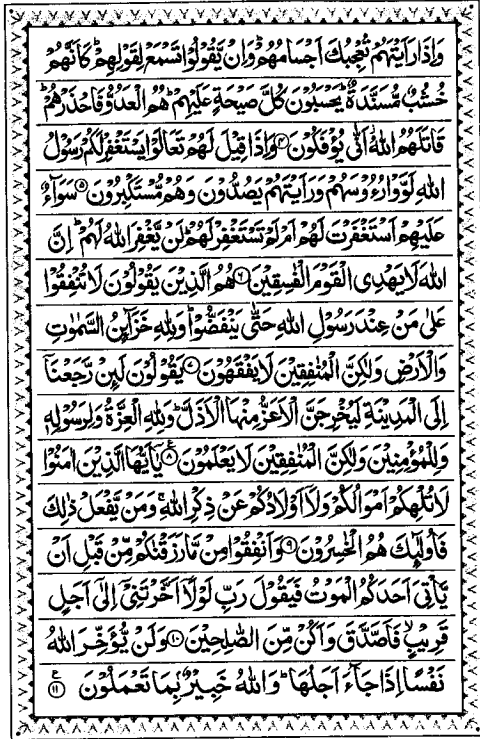 وَاِذَا رَاَيْتَهُمْ تُعْجِبُكَ اَجْسَامُهُمْ ؕ وَاِنْ يَّقُوْلُوْا تَسْمَعْ لِقَوْلِهِمْ ؕ كَاَنَّهُمْ
خُشُبٌ مُّسَنَّدَةٌ ؕ يَحْسَبُوْنَ كُلَّ صَيْحَةٍ عَلَيْهِمْ ؕ هُمُ الْعَدُوُّ فَاحْذَرْهُمْ ؕ
قَاتَلَهُمُ اللّٰهُ ؗ اَنّٰى يُؤْفَكُوْنَ ۴ وَاِذَا قِيْلَ لَهُمْ تَعَالَوْا يَسْتَغْفِرْ لَكُمْ رَسُوْلُ
اللّٰهِ لَوَّوْا رُءُوْسَهُمْ وَرَاَيْتَهُمْ يَصُدُّوْنَ وَهُمْ مُّسْتَكْبِرُوْنَ ۵ سَوَآءٌ
عَلَيْهِمْ اَسْتَغْفَرْتَ لَهُمْ اَمْ لَمْ تَسْتَغْفِرْ لَهُمْ ؕ لَنْ يَّغْفِرَ اللّٰهُ لَهُمْ ؕ اِنَّ
اللّٰهَ لَا يَهْدِى الْقَوْمَ الْفٰسِقِيْنَ ۶ هُمُ الَّذِيْنَ يَقُوْلُوْنَ لَا تُنْفِقُوْا
عَلٰى مَنْ عِنْدَ رَسُوْلِ اللّٰهِ حَتّٰى يَنْفَضُّوْا ؕ وَلِلّٰهِ خَزَآئِنُ السَّمٰوٰتِ
وَالْاَرْضِ وَلٰكِنَّ الْمُنٰفِقِيْنَ لَا يَفْقَهُوْنَ ۷ يَقُوْلُوْنَ لَئِنْ رَّجَعْنَآ
اِلَى الْمَدِيْنَةِ لَيُخْرِجَنَّ الْاَعَزُّ مِنْهَا الْاَذَلَّ ؕ وَلِلّٰهِ الْعِزَّةُ وَلِرَسُوْلِهٖ
وَلِلْمُؤْمِنِيْنَ وَلٰكِنَّ الْمُنٰفِقِيْنَ لَا يَعْلَمُوْنَ ۸ ع يٰٓاَيُّهَا الَّذِيْنَ اٰمَنُوْا
لَا تُلْهِكُمْ اَمْوَالُكُمْ وَلَآ اَوْلَادُكُمْ عَنْ ذِكْرِ اللّٰهِ ۚ وَمَنْ يَّفْعَلْ ذٰلِكَ
فَاُولٰٓئِكَ هُمُ الْخٰسِرُوْنَ ۹ وَاَنْفِقُوْا مِنْ مَّا رَزَقْنٰكُمْ مِّنْ قَبْلِ اَنْ
يَّاْتِىَ اَحَدَكُمُ الْمَوْتُ فَيَقُوْلَ رَبِّ لَوْلَآ اَخَّرْتَنِىْٓ اِلٰٓى اَجَلٍ
قَرِيْبٍ ۙ فَاَصَّدَّقَ وَاَكُنْ مِّنَ الصّٰلِحِيْنَ ۱۰ وَلَنْ يُّؤَخِّرَ اللّٰهُ
نَفْسًا اِذَا جَآءَ اَجَلُهَا ؕ وَاللّٰهُ خَبِيْرٌۢ بِمَا تَعْمَلُوْنَ ۱۱ ع